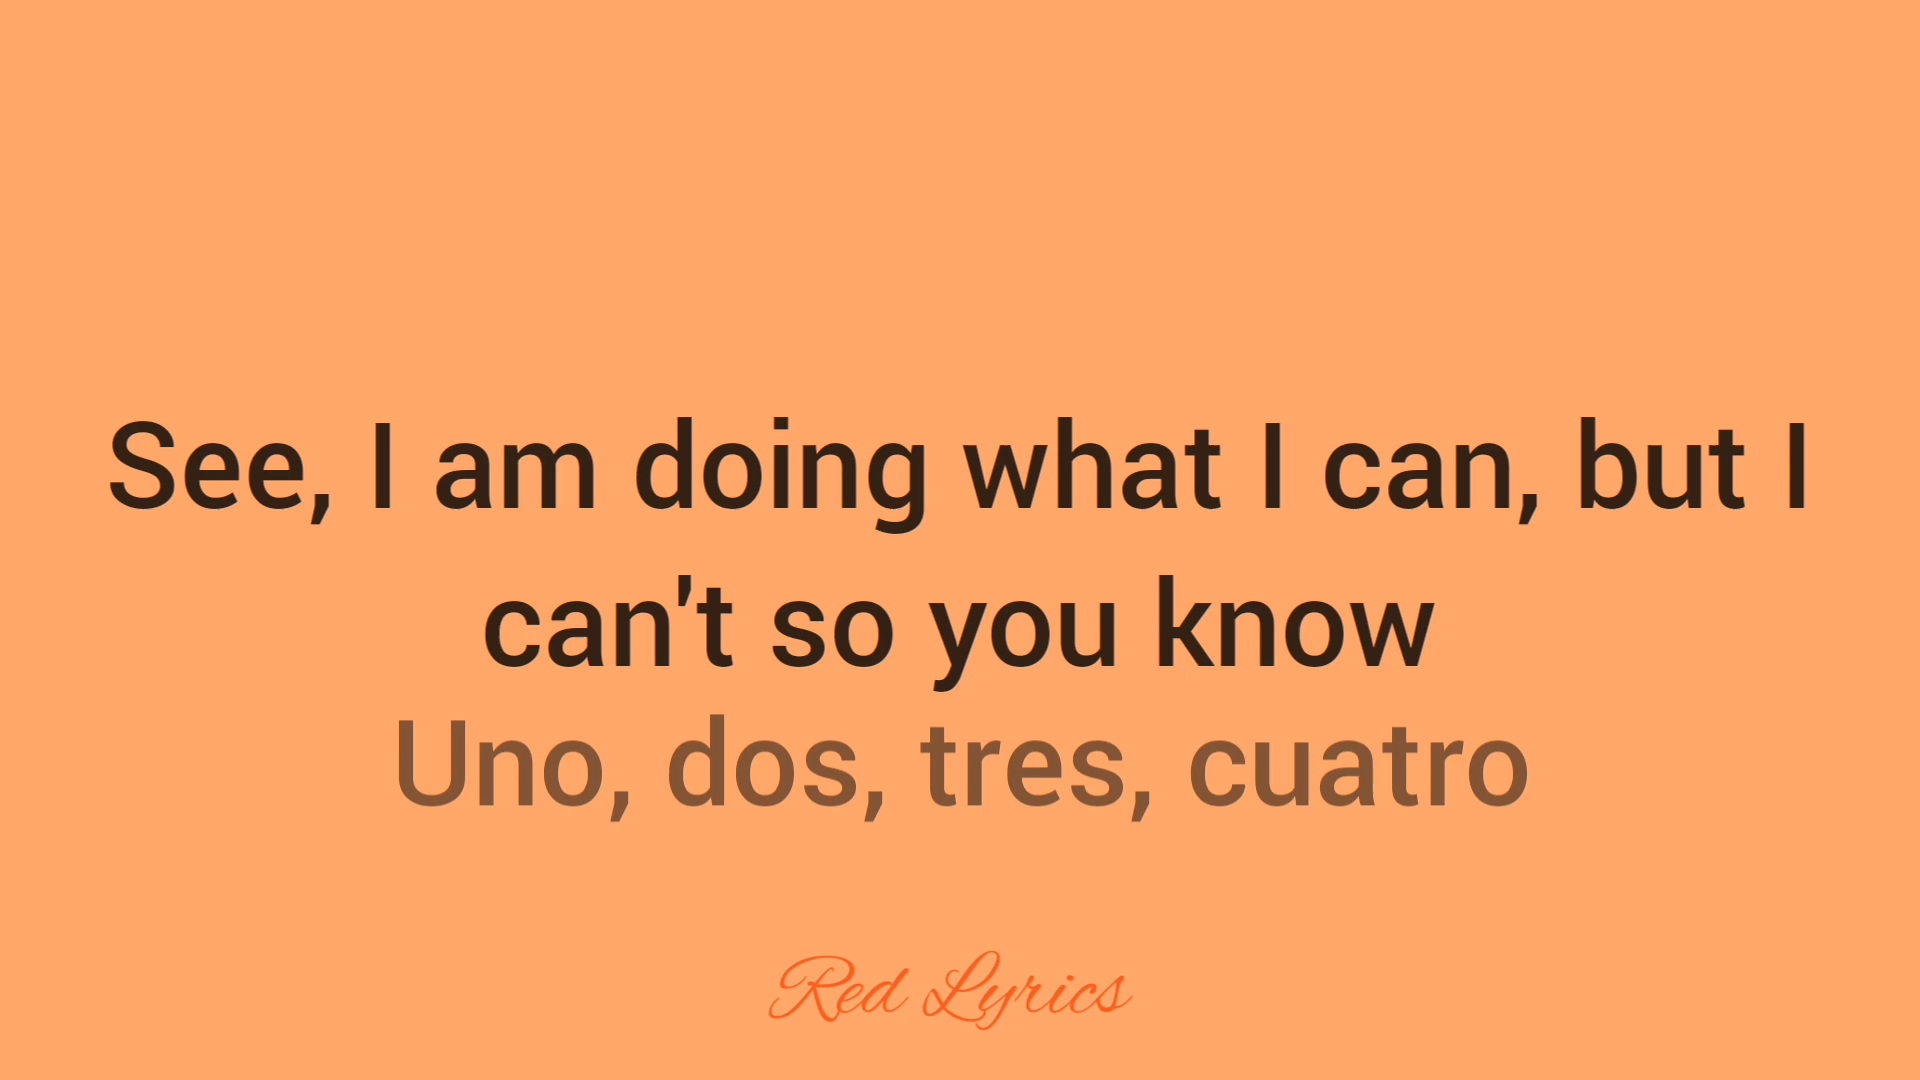 See, I am doing what I can, but I
can't so you know
Uno, dos, tres, cuatro
Red Lyrics